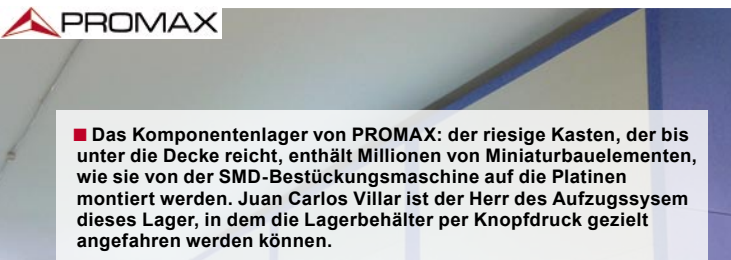 PROMAX
Das Komponentenlager von PROMAX: der riesige Kasten, der bis
unter die Decke reicht, enthält Millionen von Miniaturbauelementen,
wie sie von der SMD-Bestückungsmaschine auf die Platinen
montiert werden. Juan Carlos Villar ist der Herr des Aufzugssysem
dieses Lager, in dem die Lagerbehälter per Knopfdruck gezielt
angefahren werden können.